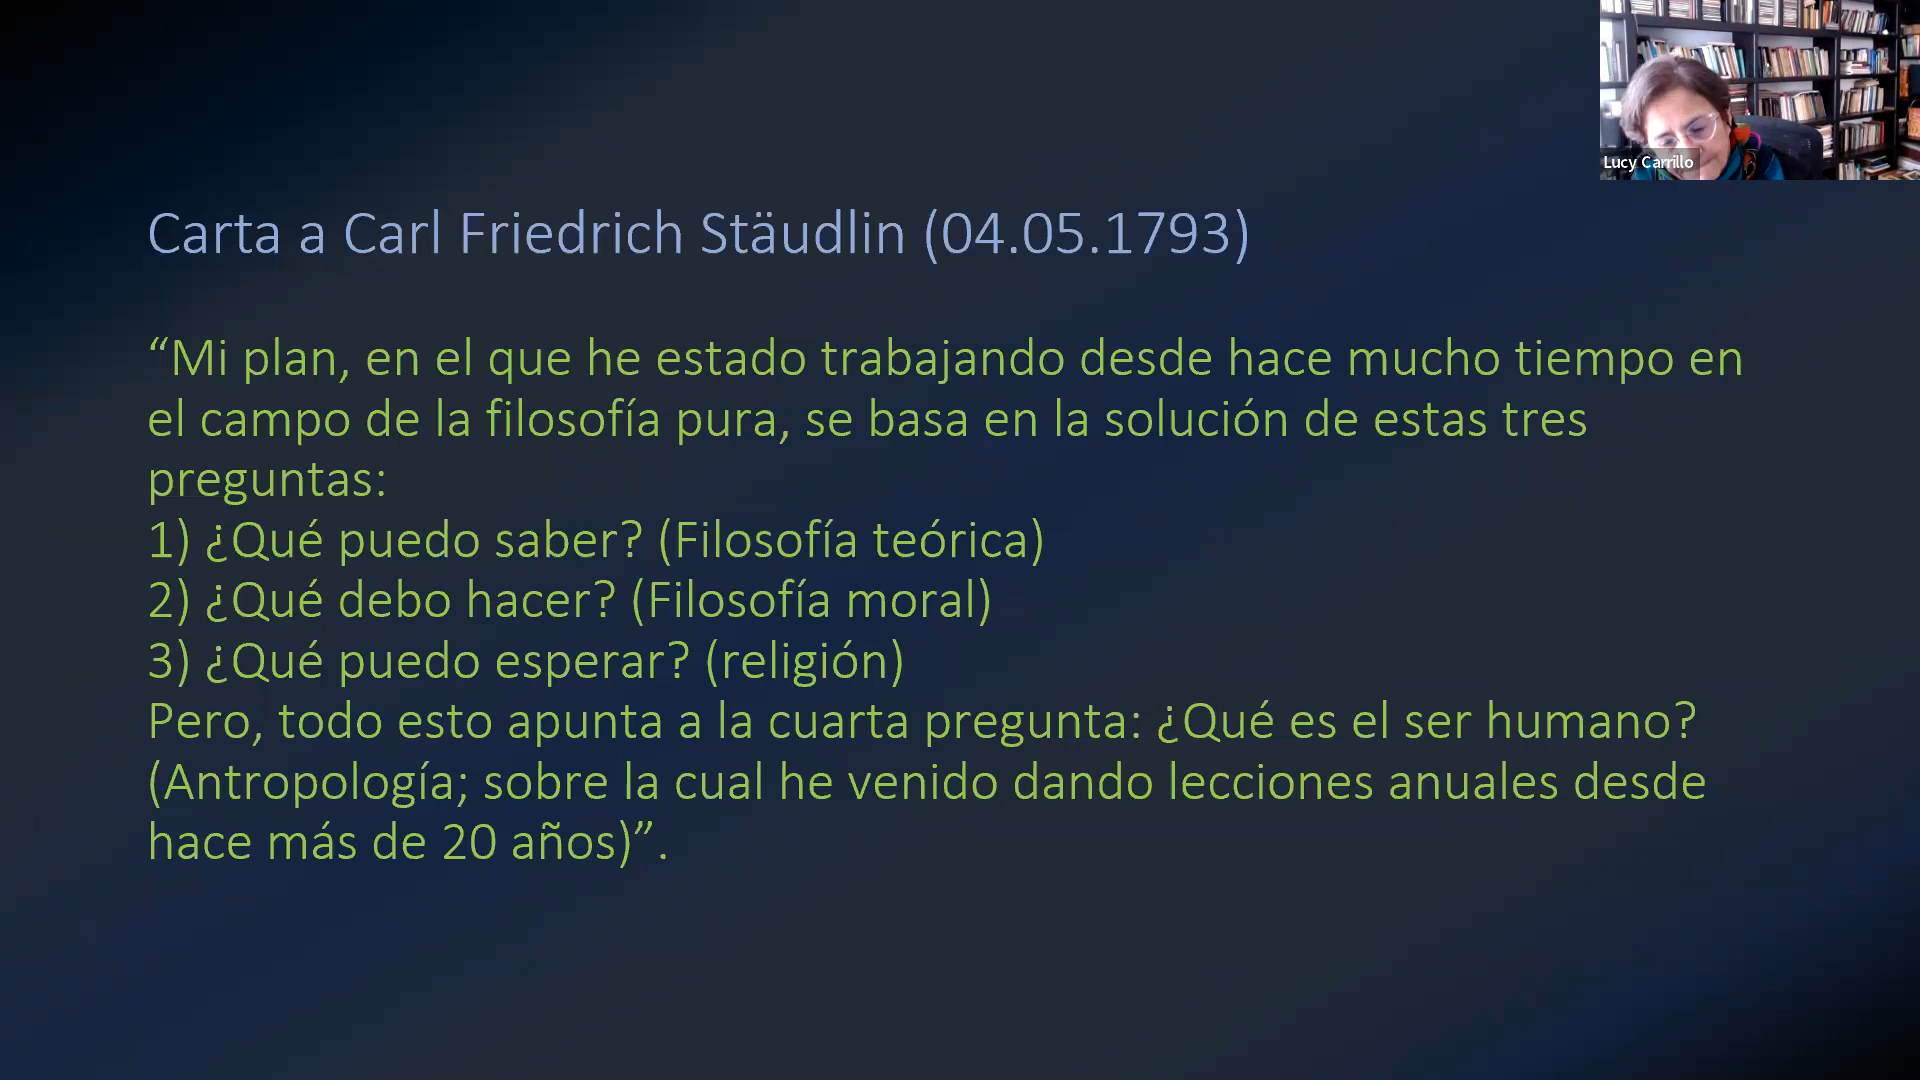 Lucy Carrillo
Carta a Carl Friedrich Stäudlin (04.05.1793)
“Mi plan, en el que he estado trabajando desde hace mucho tiempo en
el campo de la filosofía pura, se basa en la solución de estas tres
preguntas:
1) ¿Qué puedo saber? (Filosofía teórica)
2) ¿Qué debo hacer? (Filosofía moral)
3) ¿Qué puedo esperar? (religión)
Pero, todo esto apunta a la cuarta pregunta: ¿Qué es el ser humano?
(Antropología; sobre la cual he venido dando lecciones anuales desde
hace más de 20 años)”.